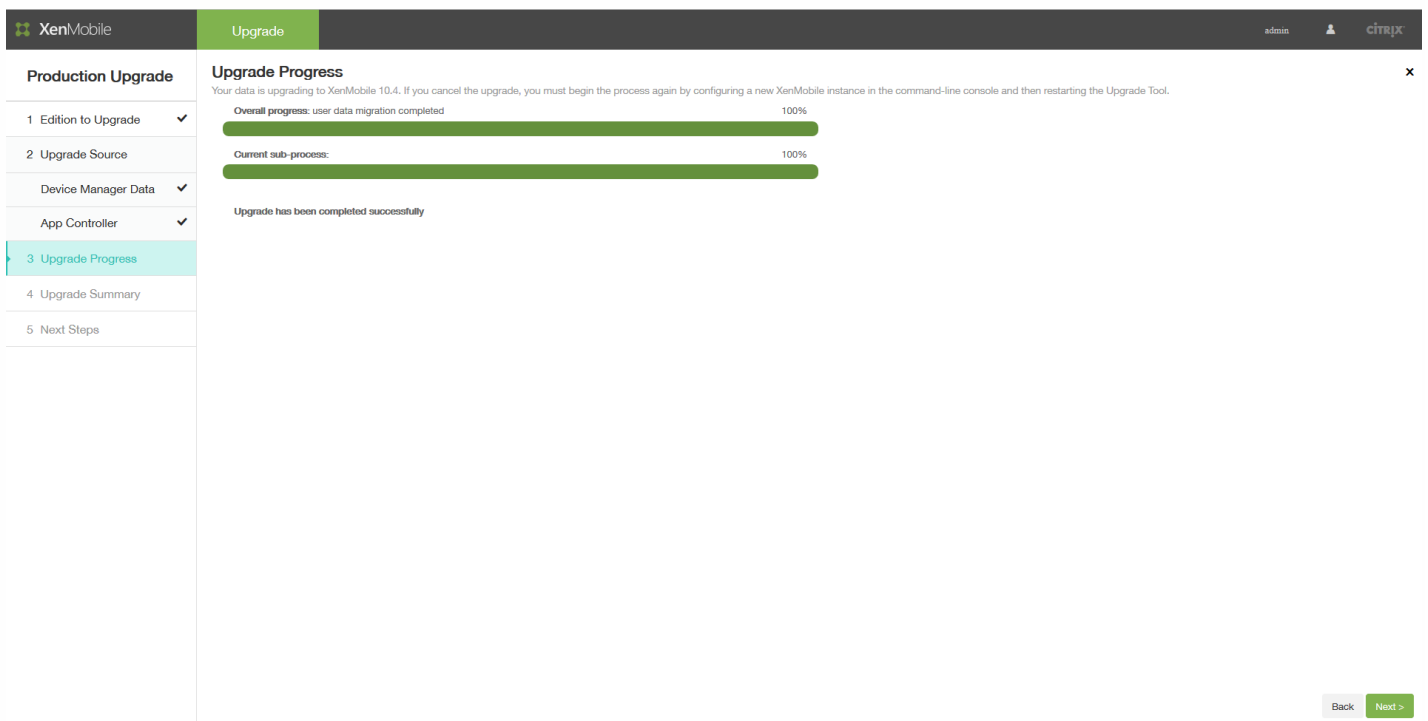 XenMobile
Upgrade
admin
CİTRIX
Production Upgrade
1 Edition to Upgrade
2 Upgrade Source
Device Manager Data
App Controller
3 Upgrade Progress
4 Upgrade Summary
5 Next Steps
Upgrade Progress
Your data is upgrading to XenMobile 10.4. If you cancel the upgrade, you must begin the process again by configuring a new XenMobile instance in the command-line console and then restarting the Upgrade Tool.
Overall progress: user data migration completed 100%
Current sub-process: 100%
Upgrade has been completed successfully
Back Next >